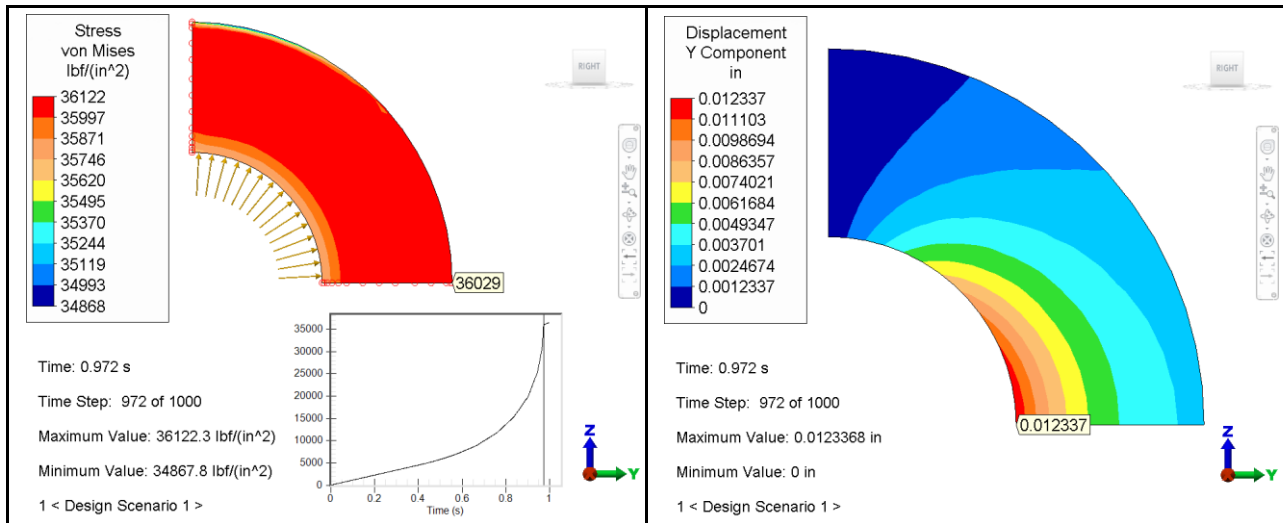 Stress
von Mises
lbf/(in^2)
36122
35997
35871
35746
35620
35495
35370
35244
35119
34993
34868
RIGHT
36029
35000
30000
25000
20000
15000
10000
5000
0
0 0.2 0.4 0.6 0.8 1
Time (s)
Time: 0.972 s
Time Step: 972 of 1000
Maximum Value: 36122.3 lbf/(in^2)
Minimum Value: 34867.8 lbf/(in^2)
1 < Design Scenario 1 >
Z
Y
Displacement
Y Component
in
0.012337
0.011103
0.0098694
0.0086357
0.0074021
0.0061684
0.0049347
0.003701
0.0024674
0.0012337
0
RIGHT
0.012337
Time: 0.972 s
Time Step: 972 of 1000
Maximum Value: 0.0123368 in
Minimum Value: 0 in
1 < Design Scenario 1 >
Z
Y